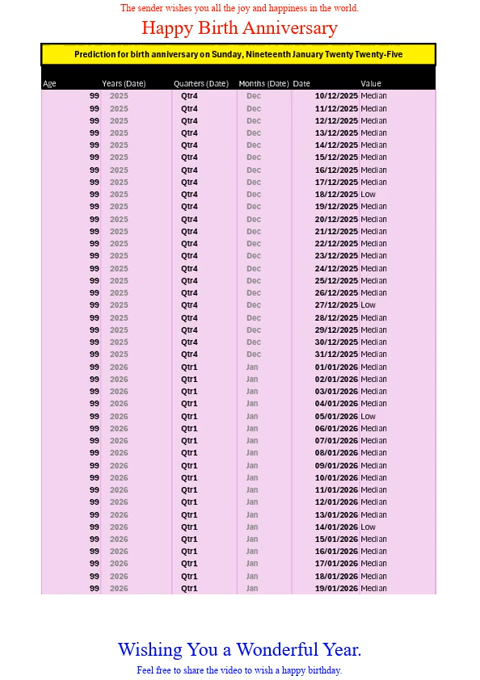 The sender wishes you all the joy and happiness in the world.
Happy Birth Anniversary
Prediction for birth anniversary on Sunday, Nineteenth January Twenty Twenty-Five
Age Years (Date) Quarters (Date) Months (Date) Date Value
99 2025 Qtr4 Dec 10/12/2025 Median
99 2025 Qtr4 Dec 11/12/2025 Median
99 2025 Qtr4 Dec 12/12/2025 Median
99 2025 Qtr4 Dec 13/12/2025 Median
99 2025 Qtr4 Dec 14/12/2025 Median
99 2025 Qtr4 Dec 15/12/2025 Median
99 2025 Qtr4 Dec 16/12/2025 Median
99 2025 Qtr4 Dec 17/12/2025 Median
99 2025 Qtr4 Dec 18/12/2025 Low
99 2025 Qtr4 Dec 19/12/2025 Median
99 2025 Qtr4 Dec 20/12/2025 Median
99 2025 Qtr4 Dec 21/12/2025 Median
99 2025 Qtr4 Dec 22/12/2025 Median
99 2025 Qtr4 Dec 23/12/2025 Median
99 2025 Qtr4 Dec 24/12/2025 Median
99 2025 Qtr4 Dec 25/12/2025 Median
99 2025 Qtr4 Dec 26/12/2025 Median
99 2025 Qtr4 Dec 27/12/2025 Low
99 2025 Qtr4 Dec 28/12/2025 Median
99 2025 Qtr4 Dec 29/12/2025 Median
99 2025 Qtr4 Dec 30/12/2025 Median
99 2025 Qtr4 Dec 31/12/2025 Median
99 2026 Qtr1 Jan 01/01/2026 Median
99 2026 Qtr1 Jan 02/01/2026 Median
99 2026 Qtr1 Jan 03/01/2026 Median
99 2026 Qtr1 Jan 04/01/2026 Median
99 2026 Qtr1 Jan 05/01/2026 Low
99 2026 Qtr1 Jan 06/01/2026 Median
99 2026 Qtr1 Jan 07/01/2026 Median
99 2026 Qtr1 Jan 08/01/2026 Median
99 2026 Qtr1 Jan 09/01/2026 Median
99 2026 Qtr1 Jan 10/01/2026 Median
99 2026 Qtr1 Jan 11/01/2026 Median
99 2026 Qtr1 Jan 12/01/2026 Median
99 2026 Qtr1 Jan 13/01/2026 Median
99 2026 Qtr1 Jan 14/01/2026 Low
99 2026 Qtr1 Jan 15/01/2026 Median
99 2026 Qtr1 Jan 16/01/2026 Median
99 2026 Qtr1 Jan 17/01/2026 Median
99 2026 Qtr1 Jan 18/01/2026 Median
99 2026 Qtr1 Jan 19/01/2026 Median
Wishing You a Wonderful Year.
Feel free to share the video to wish a happy birthday.